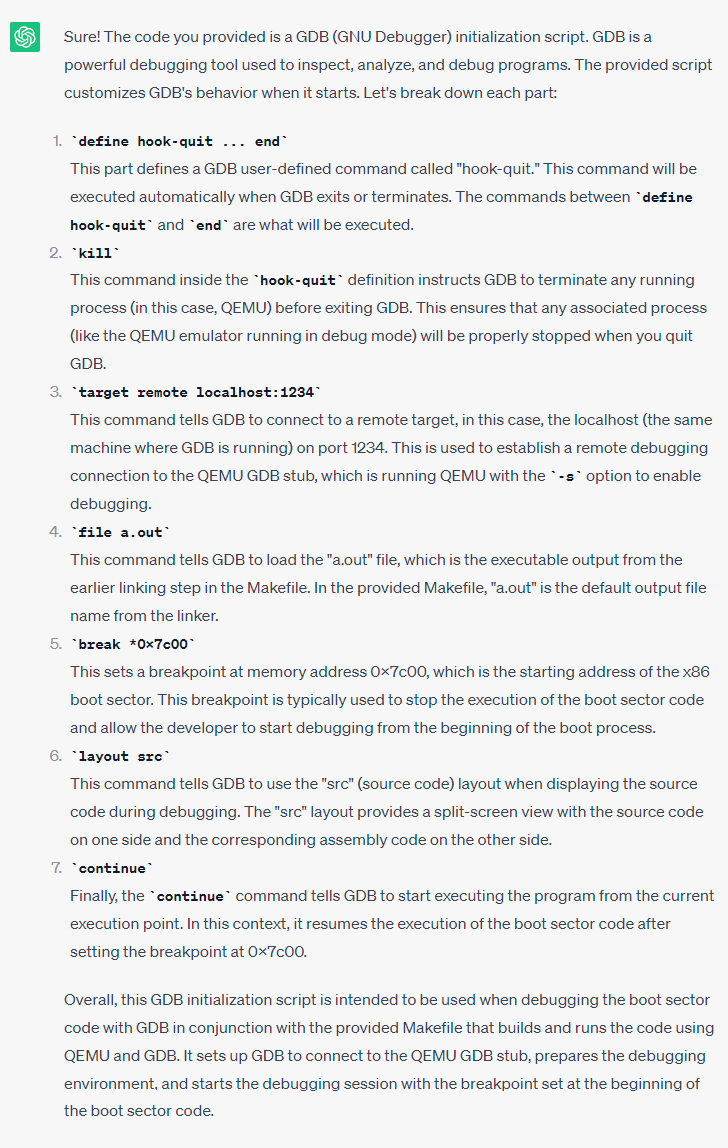 Sure! The code you provided is a GDB (GNU Debugger) initialization script. GDB is a
powerful debugging tool used to inspect, analyze, and debug programs. The provided script
customizes GDB's behavior when it starts. Let's break down each part:
1. `define hook-quit ... end`
This part defines a GDB user-defined command called "hook-quit." This command will be
executed automatically when GDB exits or terminates. The commands between `define
hook-quit` and `end` are what will be executed.
2. `kill`
This command inside the `hook-quit` definition instructs GDB to terminate any running
process (in this case, QEMU) before exiting GDB. This ensures that any associated process
(like the QEMU emulator running in debug mode) will be properly stopped when you quit
GDB.
3. `target remote localhost:1234`
This command tells GDB to connect to a remote target, in this case, the localhost (the same
machine where GDB is running) on port 1234. This is used to establish a remote debugging
connection to the QEMU GDB stub, which is running QEMU with the `-s` option to enable
debugging.
4. `file a.out`
This command tells GDB to load the "a.out" file, which is the executable output from the
earlier linking step in the Makefile. In the provided Makefile, "a.out" is the default output file
name from the linker.
5. `break *0x7c00`
This sets a breakpoint at memory address 0x7c00, which is the starting address of the x86
boot sector. This breakpoint is typically used to stop the execution of the boot sector code
and allow the developer to start debugging from the beginning of the boot process.
6. `layout src`
This command tells GDB to use the "src" (source code) layout when displaying the source
code during debugging. The "src" layout provides a split-screen view with the source code
on one side and the corresponding assembly code on the other side.
7. `continue`
Finally, the `continue` command tells GDB to start executing the program from the current
execution point. In this context, it resumes the execution of the boot sector code after
setting the breakpoint at 0x7c00.
Overall, this GDB initialization script is intended to be used when debugging the boot sector
code with GDB in conjunction with the provided Makefile that builds and runs the code using
QEMU and GDB. It sets up GDB to connect to the QEMU GDB stub, prepares the debugging
environment, and starts the debugging session with the breakpoint set at the beginning of
the boot sector code.